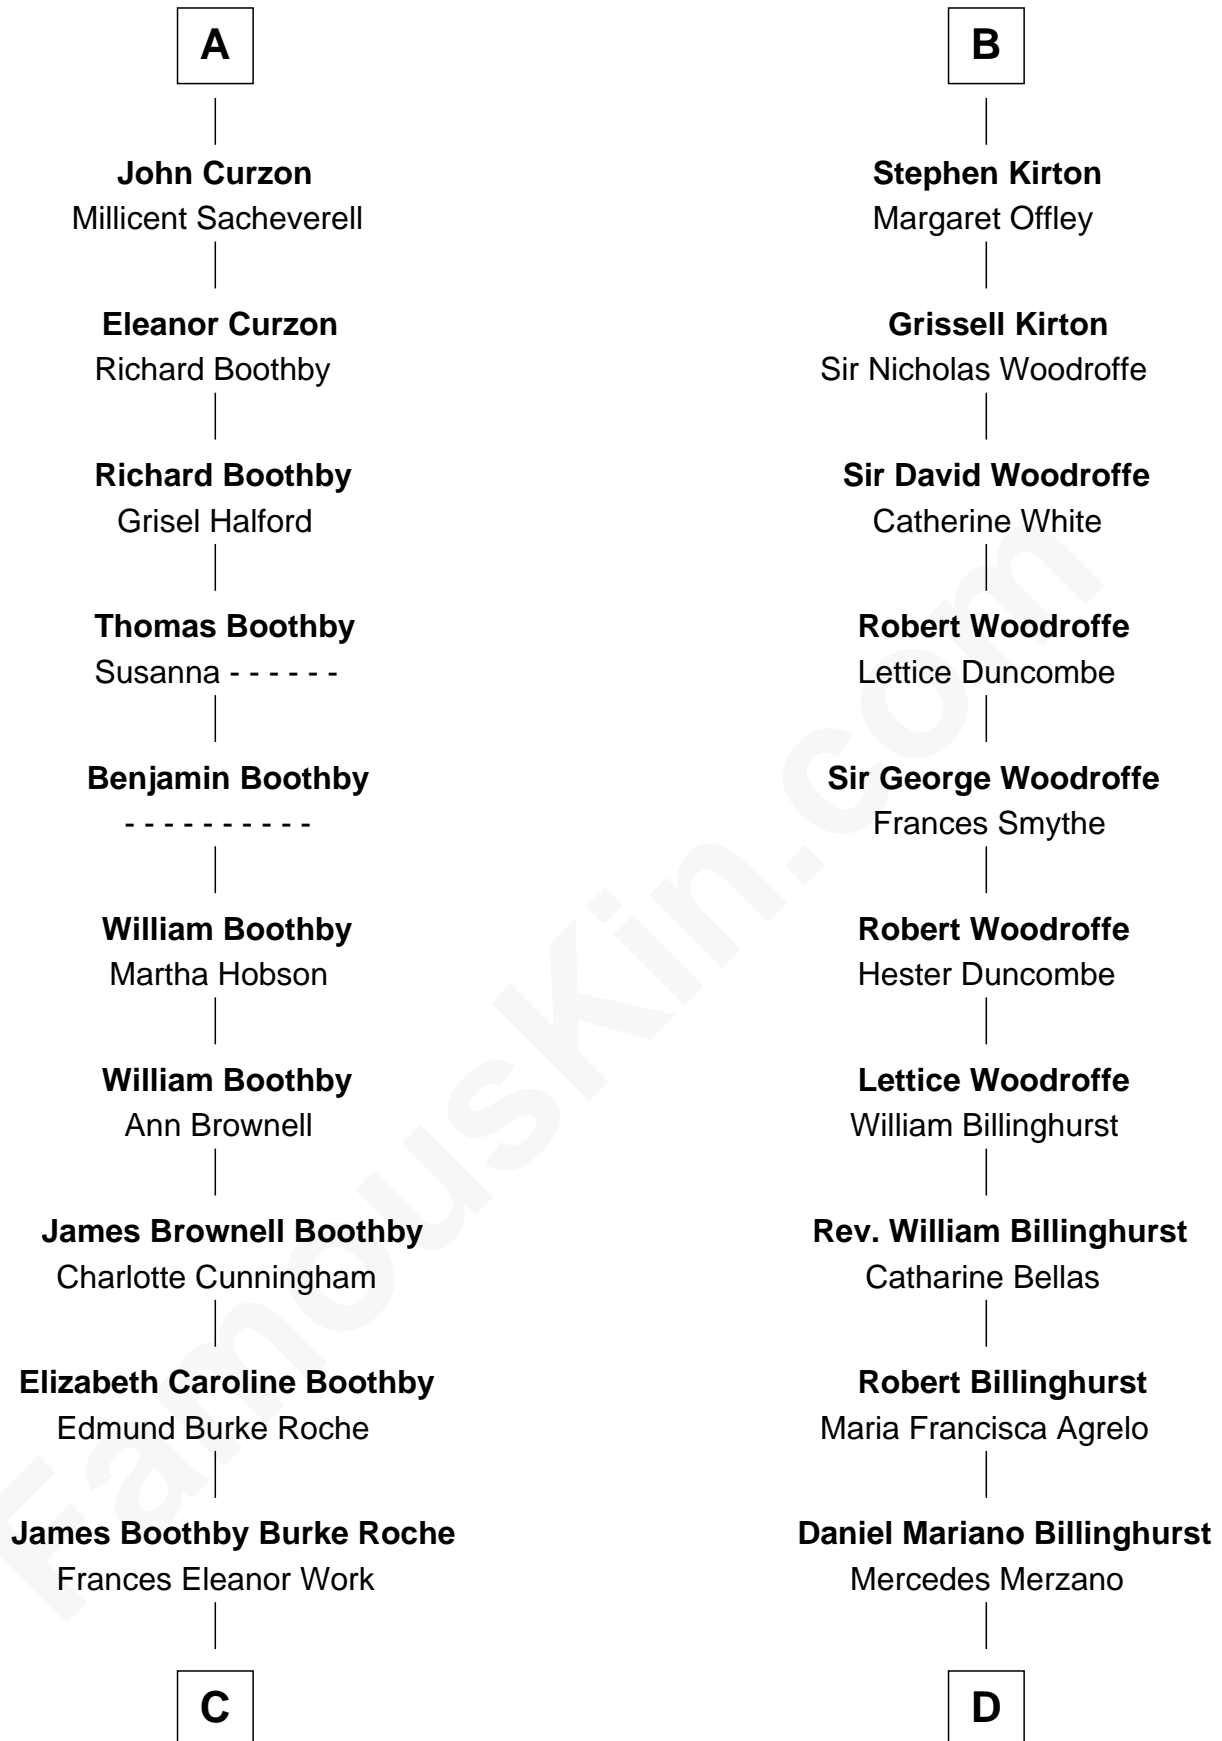 A
John Curzon
Millicent Sacheverell
Eleanor Curzon
Richard Boothby
Richard Boothby
Grisel Halford
Thomas Boothby
Susanna - - - - - -
Benjamin Boothby
- - - - - - - - - -
William Boothby
Martha Hobson
William Boothby
Ann Brownell
James Brownell Boothby
Charlotte Cunningham
Elizabeth Caroline Boothby
Edmund Burke Roche
James Boothby Burke Roche
Frances Eleanor Work
C
B
Stephen Kirton
Margaret Offley
Grissell Kirton
Sir Nicholas Woodroffe
Sir David Woodroffe
Catherine White
Robert Woodroffe
Lettice Duncombe
Sir George Woodroffe
Frances Smythe
Robert Woodroffe
Hester Duncombe
Lettice Woodroffe
William Billinghurst
Rev. William Billinghurst
Catharine Bellas
Robert Billinghurst
Maria Francisca Agrelo
Daniel Mariano Billinghurst
Mercedes Merzano
D
FamousKin.com